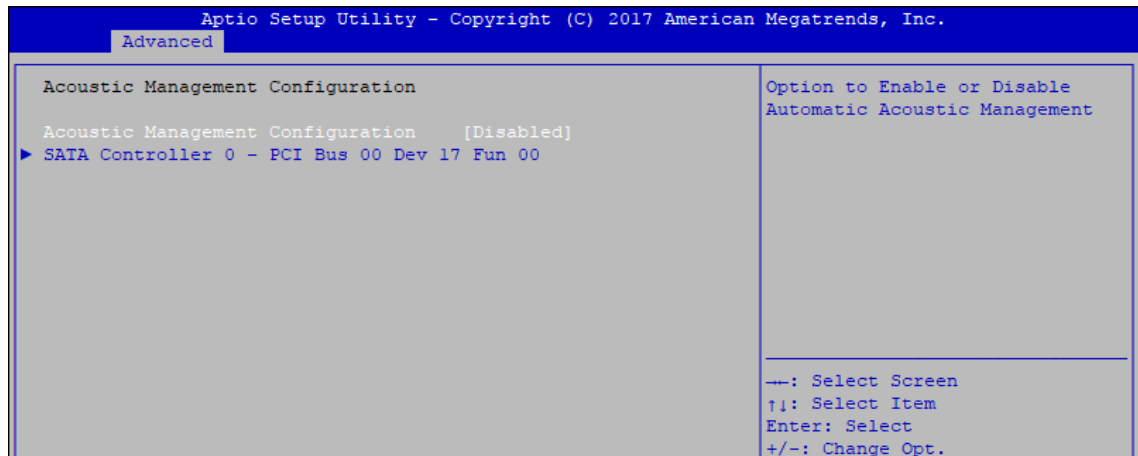 Aptio Setup Utility - Copyright (C) 2017 American Megatrends, Inc.
Advanced
Acoustic Management Configuration
Acoustic Management Configuration [Disabled]
► SATA Controller 0 - PCI Bus 00 Dev 17 Fun 00
Option to Enable or Disable
Automatic Acoustic Management
→←: Select Screen
↑↓: Select Item
Enter: Select
+/-: Change Opt.